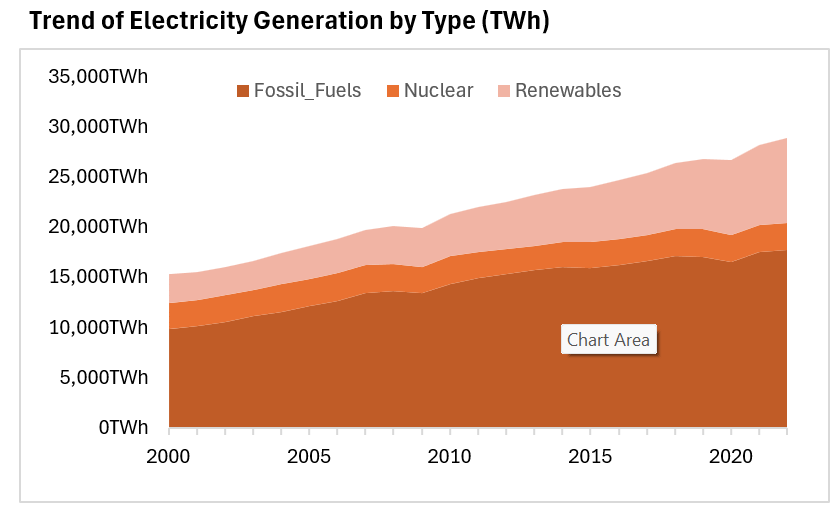 Trend of Electricity Generation by Type (TWh)
35,000TWh
Fossil_Fuels Nuclear Renewables
30,000TWh
25,000TWh
20,000TWh
15,000TWh
10,000TWh
Chart Area
5,000TWh
0TWh
2000 2005 2010 2015 2020